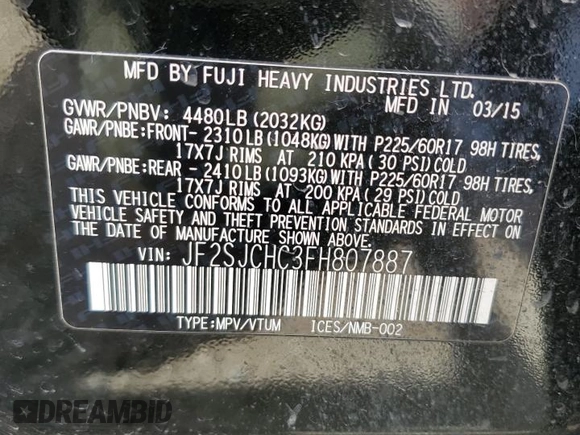 MFD BY FUJI HEAVY INDUSTRIES LTD.
MFD IN 03/15
GVWR/PNBV: 4480LB (2032KG)
GAWR/PNBE:FRONT- 2310LB (1048KG) WITH P225/60R17 98H TIRES,
17X7J RIMS AT 210 KPA (30 PSI) COLD
GAWR/PNBE:REAR - 2410LB (1093KG) WITH P225/60R17 98H TIRES,
17X7J RIMS AT 200 KPA (29 PSI) COLD
THIS VEHICLE CONFORMS TO ALL APPLICABLE FEDERAL MOTOR
VEHICLE SAFETY AND THEFT PREVENTION STANDARDS IN EFFECT ON
THE DATE OF MANUFACTURE SHOWN ABOVE.
VIN: JF2SJCHC3FH807887
TYPE:MPV/VTUM ICES/NMB-002
DREAMBID